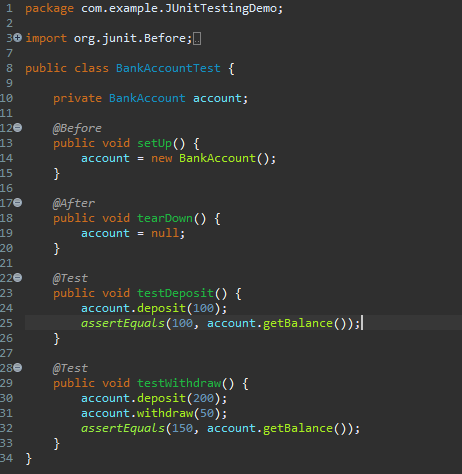 1 package com.example.JUnitTestingDemo;
2
3 import org.junit.Before;
7
8 public class BankAccountTest {
9
10     private BankAccount account;
11
12     @Before
13     public void setUp() {
14         account = new BankAccount();
15     }
16
17     @After
18     public void tearDown() {
19         account = null;
20     }
21
22     @Test
23     public void testDeposit() {
24         account.deposit(100);
25         assertEquals(100, account.getBalance());
26     }
27
28     @Test
29     public void testWithdraw() {
30         account.deposit(200);
31         account.withdraw(50);
32         assertEquals(150, account.getBalance());
33     }
34 }